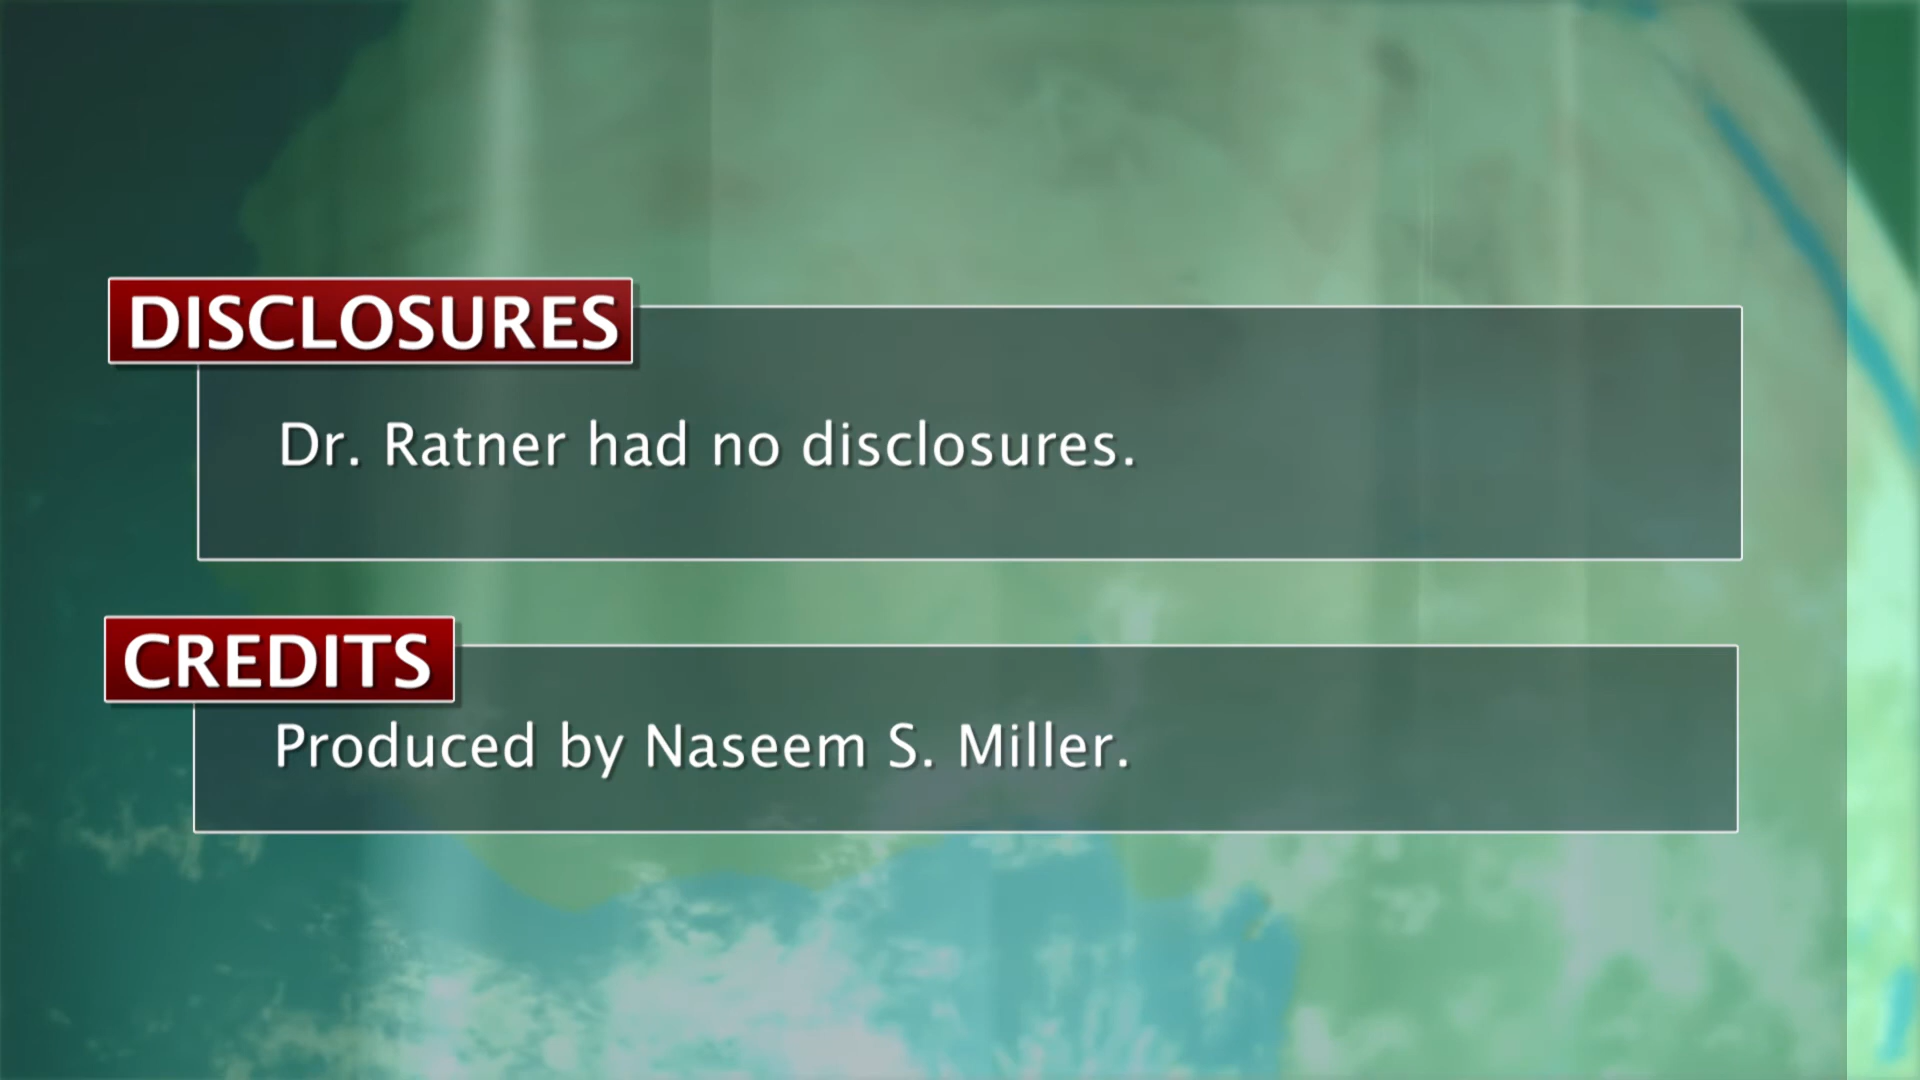 DISCLOSURES
Dr. Ratner had no disclosures.
CREDITS
Produced by Naseem S. Miller.